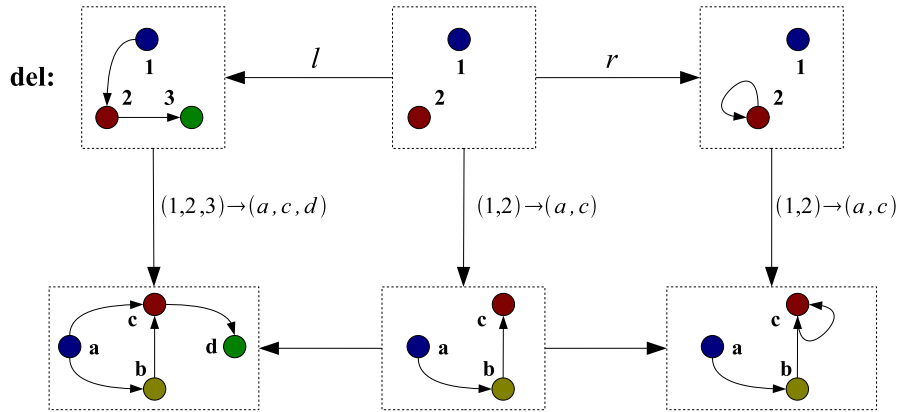 del:
1
2 3
l
1
2
r
1
2
(1,2,3)→(a,c,d)
(1,2)→(a,c)
(1,2)→(a,c)
c
a
d
b
c
a
b
c
a
b